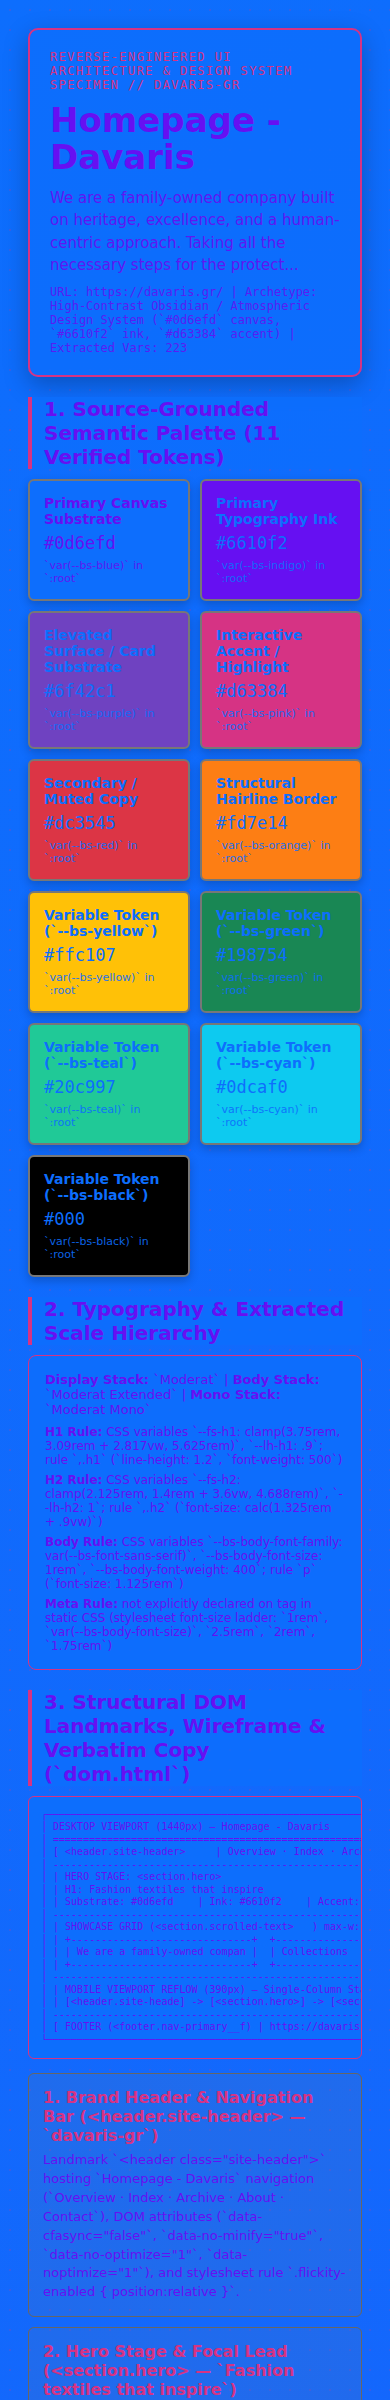 REVERSE-ENGINEERED UI
ARCHITECTURE & DESIGN SYSTEM
SPECIMEN // DAVARIS-GR
Homepage -
Davaris
We are a family-owned company built
on heritage, excellence, and a human-
centric approach. Taking all the
necessary steps for the protect...
URL: https://davaris.gr/ | Archetype:
High-Contrast Obsidian / Atmospheric
Design System (`#0d6efd` canvas,
`#6610f2` ink, `#d63384` accent) |
Extracted Vars: 223
1. Source-Grounded
Semantic Palette (11
Verified Tokens)
Primary Canvas
Substrate
#0d6efd
`var(--bs-blue)` in
`:root`
Primary
Typography Ink
#6610f2
`var(--bs-indigo)` in
`:root`
Elevated
Surface / Card
Substrate
#6f42c1
`var(--bs-purple)` in
`:root`
Interactive
Accent /
Highlight
#d63384
`var(--bs-pink)` in
`:root`
Secondary /
Muted Copy
#dc3545
`var(--bs-red)` in
`:root`
Structural
Hairline Border
#fd7e14
`var(--bs-orange)` in
`:root`
Variable Token
(`--bs-yellow`)
#ffc107
`var(--bs-yellow)` in
`:root`
Variable Token
(`--bs-green`)
#198754
`var(--bs-green)` in
`:root`
Variable Token
(`--bs-teal`)
#20c997
`var(--bs-teal)` in
`:root`
Variable Token
(`--bs-cyan`)
#0dcaf0
`var(--bs-cyan)` in
`:root`
Variable Token
(`--bs-black`)
#000
`var(--bs-black)` in
`:root`
2. Typography & Extracted
Scale Hierarchy
Display Stack: `Moderat` | Body Stack:
`Moderat Extended` | Mono Stack:
`Moderat Mono`
H1 Rule: CSS variables `--fs-h1: clamp(3.75rem,
3.09rem + 2.817vw, 5.625rem)`, `--lh-h1: .9`;
rule `,.h1` (`line-height: 1.2`, `font-weight: 500`)
H2 Rule: CSS variables `--fs-h2:
clamp(2.125rem, 1.4rem + 3.6vw, 4.688rem)`, `-
-lh-h2: 1`; rule `,.h2` (`font-size: calc(1.325rem
+ .9vw)`)
Body Rule: CSS variables `--bs-body-font-family:
var(--bs-font-sans-serif)`, `--bs-body-font-size:
1rem`, `--bs-body-font-weight: 400`; rule `p`
(`font-size: 1.125rem`)
Meta Rule: not explicitly declared on tag in
static CSS (stylesheet font-size ladder: `1rem`,
`var(--bs-body-font-size)`, `2.5rem`, `2rem`,
`1.75rem`)
3. Structural DOM
Landmarks, Wireframe &
Verbatim Copy
(`dom.html`)
DESKTOP VIEWPORT (1440px) — Homepage - Davaris
[ <header.site-header> | Overview · Index · Arc
| HERO STAGE: <section.hero>
| H1: Fashion textiles that inspire
| Substrate: #0d6efd | Ink: #6610f2 | Accent:
| SHOWCASE GRID (<section.scrolled-text> ) max-w:
| | We are a family-owned compan | | Collections
| MOBILE VIEWPORT REFLOW (390px) — Single-Column St
| [<header.site-heade] -> [<section.hero>] -> [<sec
[ FOOTER (<footer.nav-primary__f) | https://davaris
1. Brand Header & Navigation
Bar (<header.site-header> —
`davaris-gr`)
Landmark `<header class="site-header">`
hosting `Homepage - Davaris` navigation
(`Overview · Index · Archive · About ·
Contact`), DOM attributes (`data-
cfasync="false"`, `data-no-minify="true"`,
`data-no-optimize="1"`, `data-
noptimize="1"`), and stylesheet rule `.flickity-
enabled { position:relative }`.
2. Hero Stage & Focal Lead
(<section.hero> — `Fashion
textiles that inspire`)